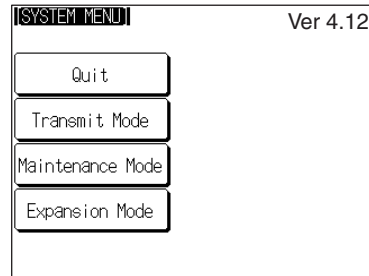 SYSTEM MENU
Ver 4.12
Quit
Transmit Mode
Maintenance Mode
Expansion Mode